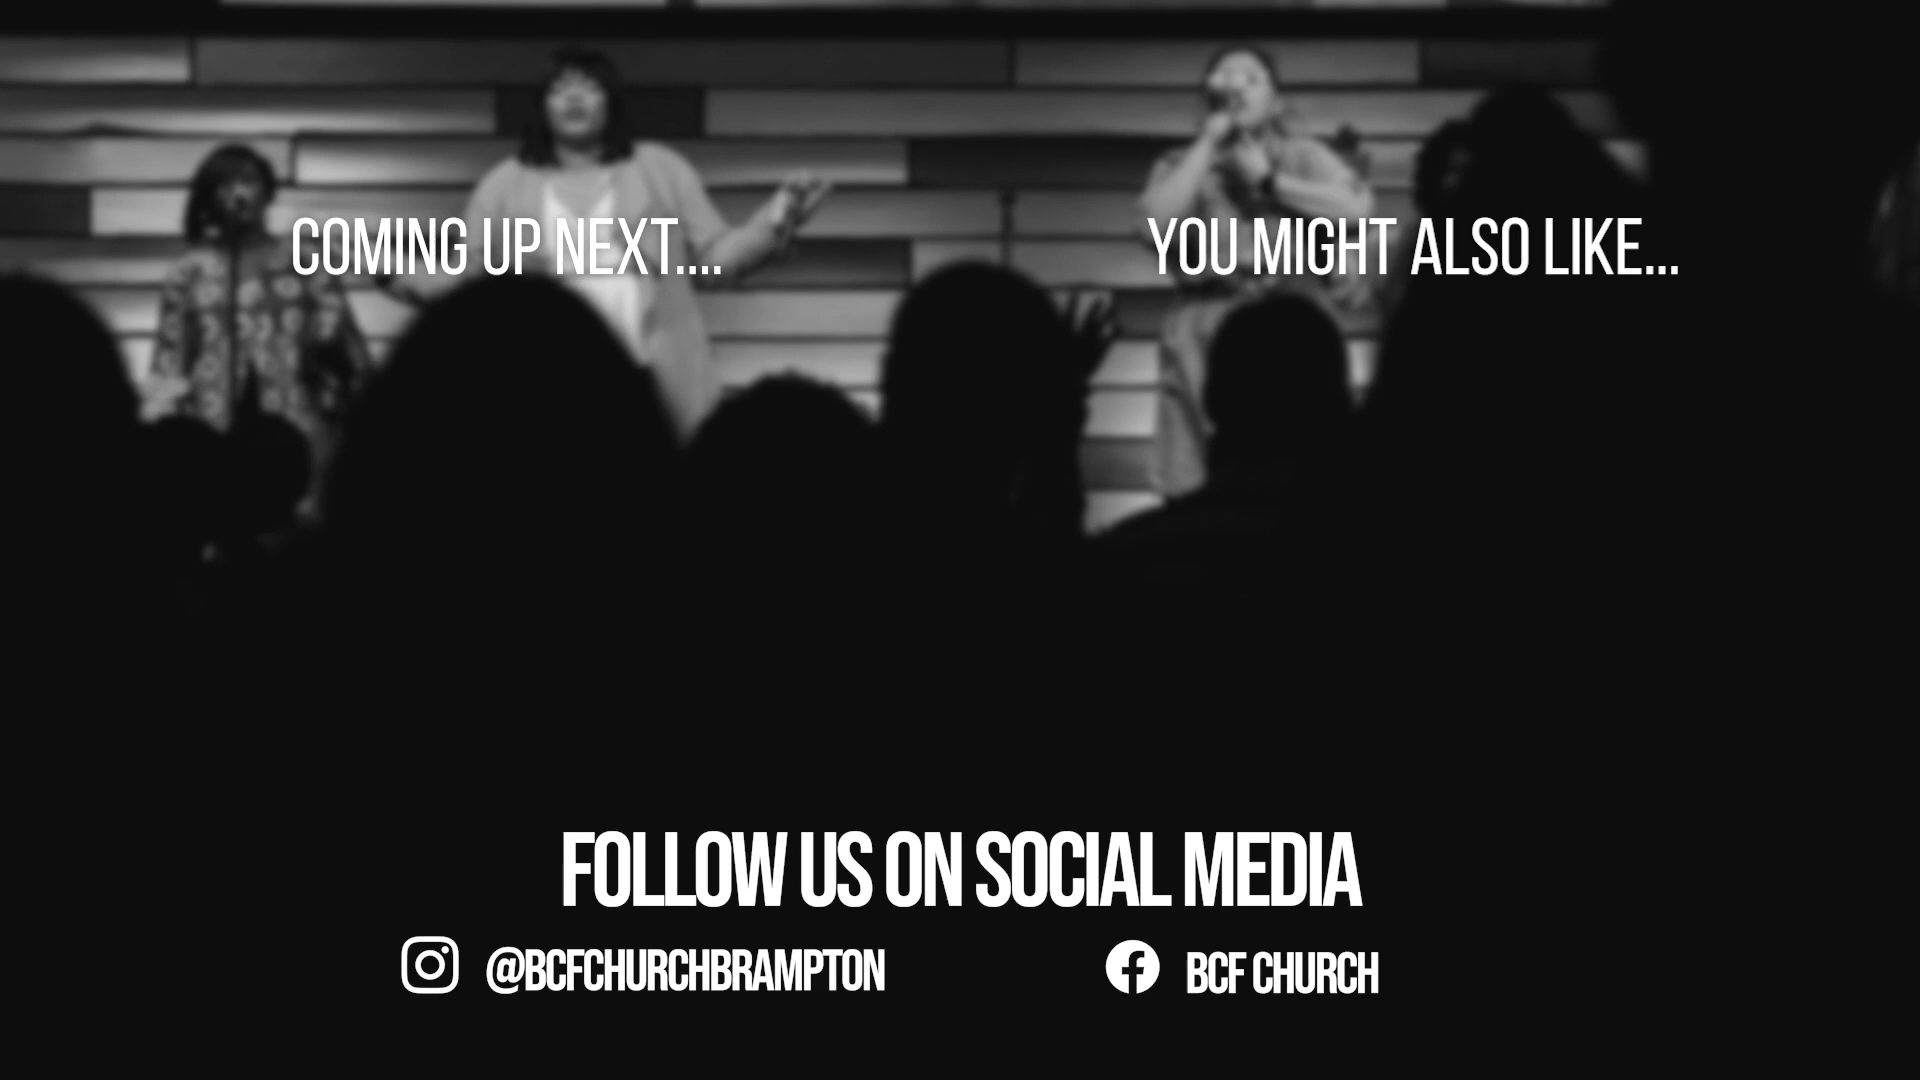 COMING UP NEXT....
YOU MIGHT ALSO LIKE...
FOLLOW US ON SOCIAL MEDIA
@BCFCHURCHBRAMPTON
BCF CHURCH